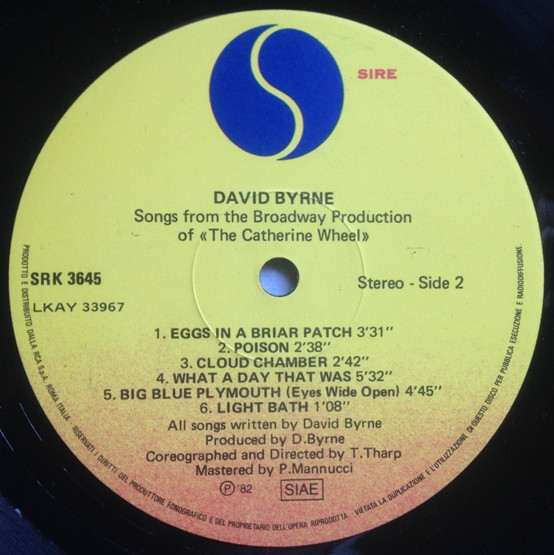 SIRE
DAVID BYRNE
Songs from the Broadway Production
of «The Catherine Wheel»
SRK 3645
LKAY 33967
Stereo - Side 2
1. EGGS IN A BRIAR PATCH 3'31''
2. POISON 2'38''
3. CLOUD CHAMBER 2'42''
4. WHAT A DAY THAT WAS 5'32''
5. BIG BLUE PLYMOUTH (Eyes Wide Open) 4'45''
6. LIGHT BATH 1'08''
All songs written by David Byrne
Produced by D.Byrne
Coreographed and Directed by T.Tharp
Mastered by P.Mannucci
℗ '82 SIAE
PRODOTTO E DISTRIBUITO DALLA RCA S.p.A. ROMA ITALIA - RISERVATI I DIRITTI DEL PRODUTTORE FONOGRAFICO E DEL PROPRIETARIO DELL'OPERA RIPRODOTTA - VIETATA LA DUPLICAZIONE E L'UTILIZZAZIONE DI QUESTO DISCO PER PUBBLICA ESECUZIONE E RADIODIFFUSIONE